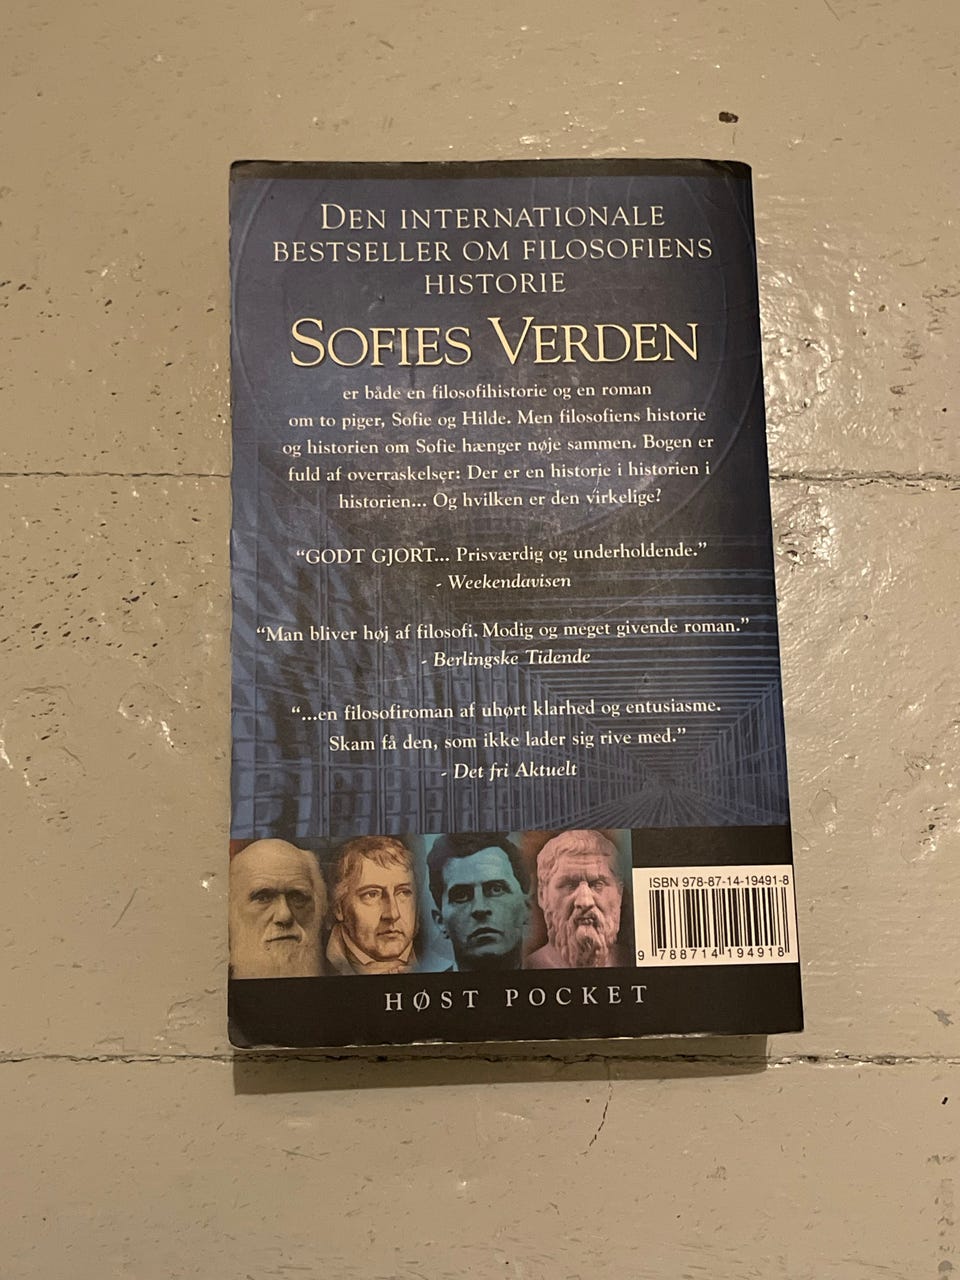 DEN INTERNATIONALE
BESTSELLER OM FILOSOFIENS
HISTORIE
SOFIES VERDEN
er både en filosofihistorie og en roman
om to piger, Sofie og Hilde. Men filosofiens historie
og historien om Sofie hænger nøje sammen. Bogen er
fuld af overraskelser: Der er en historie i historien i
historien... Og hvilken er den virkelige?
“GODT GJORT... Prisværdig og underholdende.”
- Weekendavisen
“Man bliver høj af filosofi. Modig og meget givende roman.”
- Berlingske Tidende
“...en filosofiroman af uhørt klarhed og entusiasme.
Skam få den, som ikke lader sig rive med.”
- Det fri Aktuelt
ISBN 978-87-14-19491-8
9 788714 194918
HØST POCKET